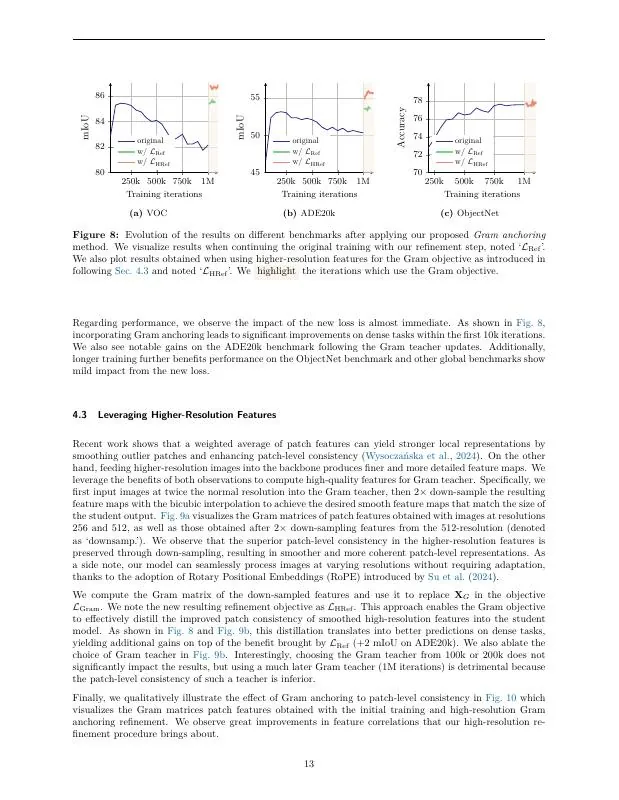 86
84
82
80
mIoU
original
w/ ℒRef
w/ ℒHRef
250k 500k 750k 1M
Training iterations
(a) VOC
55
50
45
mIoU
original
w/ ℒRef
w/ ℒHRef
250k 500k 750k 1M
Training iterations
(b) ADE20k
78
76
74
72
70
Accuracy
original
w/ ℒRef
w/ ℒHRef
250k 500k 750k 1M
Training iterations
(c) ObjectNet
Figure 8: Evolution of the results on different benchmarks after applying our proposed Gram anchoring
method. We visualize results when continuing the original training with our refinement step, noted ‘ℒRef’.
We also plot results obtained when using higher-resolution features for the Gram objective as introduced in
following Sec. 4.3 and noted ‘ℒHRef’. We highlight the iterations which use the Gram objective.
Regarding performance, we observe the impact of the new loss is almost immediate. As shown in Fig. 8,
incorporating Gram anchoring leads to significant improvements on dense tasks within the first 10k iterations.
We also see notable gains on the ADE20k benchmark following the Gram teacher updates. Additionally,
longer training further benefits performance on the ObjectNet benchmark and other global benchmarks show
mild impact from the new loss.
4.3 Leveraging Higher-Resolution Features
Recent work shows that a weighted average of patch features can yield stronger local representations by
smoothing outlier patches and enhancing patch-level consistency (Wysoczańska et al., 2024). On the other
hand, feeding higher-resolution images into the backbone produces finer and more detailed feature maps. We
leverage the benefits of both observations to compute high-quality features for Gram teacher. Specifically, we
first input images at twice the normal resolution into the Gram teacher, then 2× down-sample the resulting
feature maps with the bicubic interpolation to achieve the desired smooth feature maps that match the size of
the student output. Fig. 9a visualizes the Gram matrices of patch features obtained with images at resolutions
256 and 512, as well as those obtained after 2× down-sampling features from the 512-resolution (denoted
as ‘downsamp.’). We observe that the superior patch-level consistency in the higher-resolution features is
preserved through down-sampling, resulting in smoother and more coherent patch-level representations. As
a side note, our model can seamlessly process images at varying resolutions without requiring adaptation,
thanks to the adoption of Rotary Positional Embeddings (RoPE) introduced by Su et al. (2024).
We compute the Gram matrix of the down-sampled features and use it to replace XG in the objective
ℒGram. We note the new resulting refinement objective as ℒHRef. This approach enables the Gram objective
to effectively distill the improved patch consistency of smoothed high-resolution features into the student
model. As shown in Fig. 8 and Fig. 9b, this distillation translates into better predictions on dense tasks,
yielding additional gains on top of the benefit brought by ℒRef (+2 mIoU on ADE20k). We also ablate the
choice of Gram teacher in Fig. 9b. Interestingly, choosing the Gram teacher from 100k or 200k does not
significantly impact the results, but using a much later Gram teacher (1M iterations) is detrimental because
the patch-level consistency of such a teacher is inferior.
Finally, we qualitatively illustrate the effect of Gram anchoring to patch-level consistency in Fig. 10 which
visualizes the Gram matrices patch features obtained with the initial training and high-resolution Gram
anchoring refinement. We observe great improvements in feature correlations that our high-resolution re-
finement procedure brings about.
13